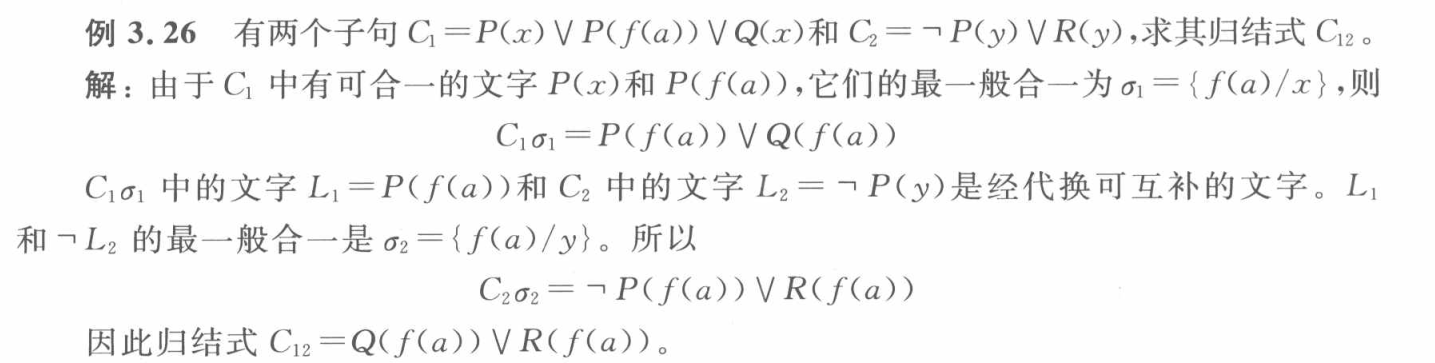 例 3.26 有两个子句 C₁=P(x)∨P(f(a))∨Q(x)和 C₂=¬P(y)∨R(y),求其归结式 C₁₂。
解:由于 C₁ 中有可合一的文字 P(x)和 P(f(a)),它们的最一般合一为 σ₁={f(a)/x},则
C₁σ₁=P(f(a))∨Q(f(a))
C₁σ₁ 中的文字 L₁=P(f(a))和 C₂ 中的文字 L₂=¬P(y)是经代换可互补的文字。L₁
和¬L₂ 的最一般合一是 σ₂={f(a)/y}。所以
C₂σ₂=¬P(f(a))∨R(f(a))
因此归结式 C₁₂=Q(f(a))∨R(f(a))。